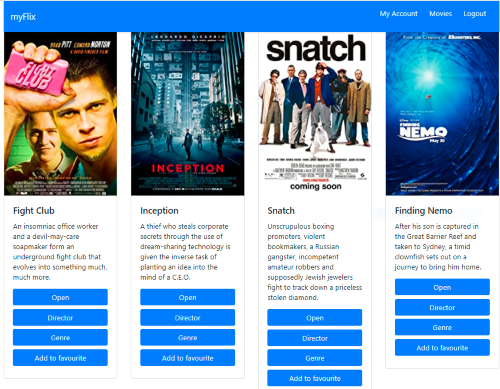 myFlix
My Account Movies Logout
BRAD PITT EDWARD NORTON
FIGHT CLUB
LEONARDO DICAPRIO
INCEPTION
snatch
coming soon
From the Creators of MONSTERS, INC.
FINDING
NEMO
May 30
Fight Club
An insomniac office worker
and a devil-may-care
soapmaker form an
underground fight club that
evolves into something much,
much more.
Open
Director
Genre
Add to favourite
Inception
A thief who steals corporate
secrets through the use of
dream-sharing technology is
given the inverse task of
planting an idea into the
mind of a C.E.O.
Open
Director
Genre
Add to favourite
Snatch
Unscrupulous boxing
promoters, violent
bookmakers, a Russian
gangster, incompetent
amateur robbers and
supposedly Jewish jewelers
fight to track down a priceless
stolen diamond.
Open
Director
Genre
Add to favourite
Finding Nemo
After his son is captured in
the Great Barrier Reef and
taken to Sydney, a timid
clownfish sets out on a
journey to bring him home.
Open
Director
Genre
Add to favourite